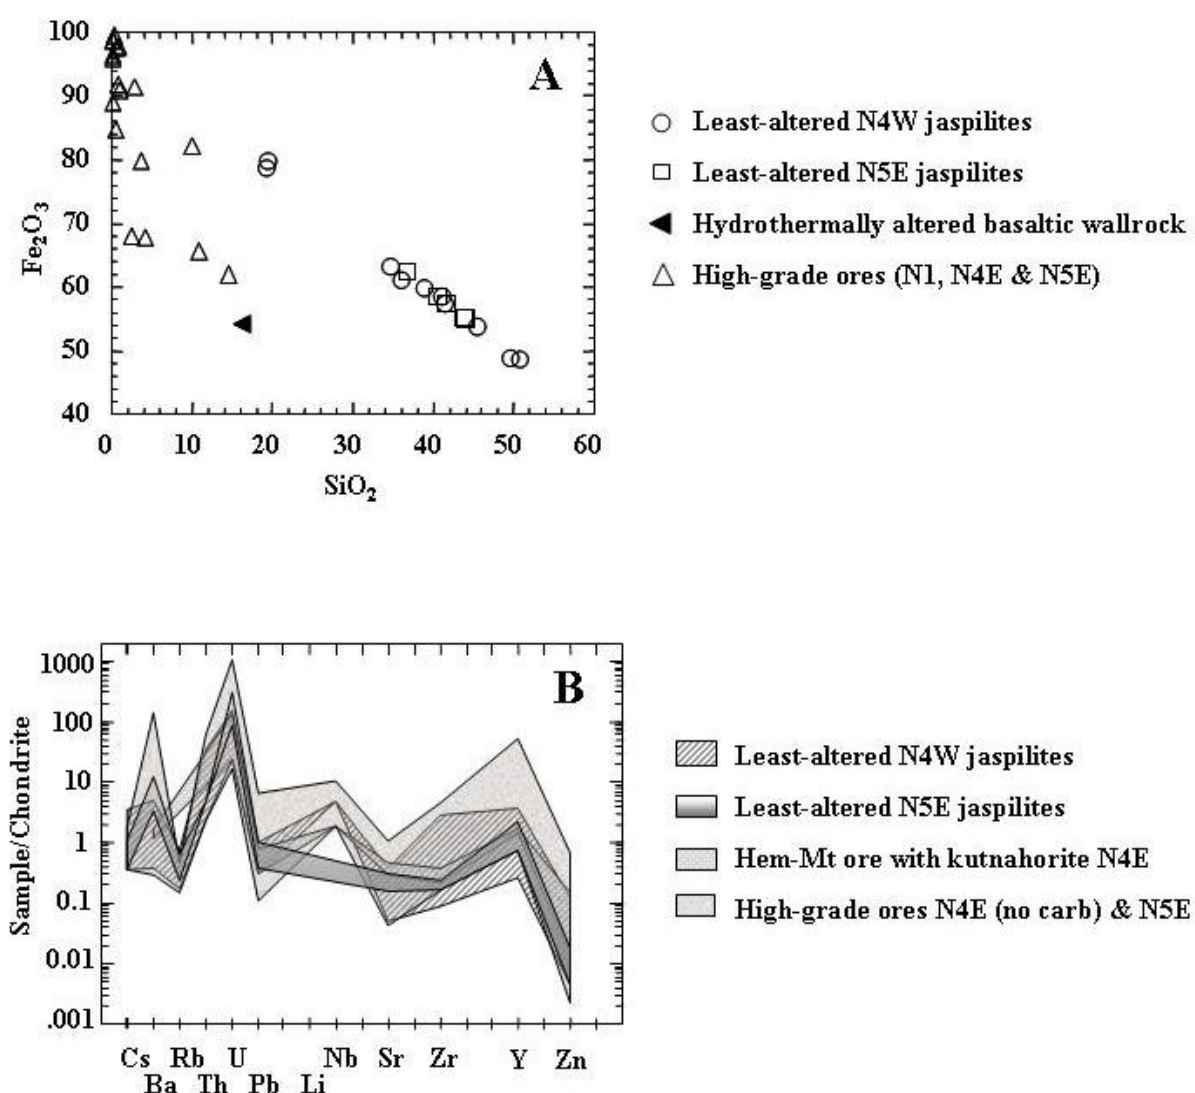 100
90
80
70
60
50
40
Fe₂O₃
A
0 10 20 30 40 50 60
SiO₂
Least-altered N4W jaspilites
Least-altered N5E jaspilites
Hydrothermally altered basaltic wallrock
High-grade ores (N1, N4E & N5E)
1000
100
10
1
0.1
0.01
.001
Sample/Chondrite
B
Cs Rb U Nb Sr Zr Y Zn
Ba Th Pb Li
Least-altered N4W jaspilites
Least-altered N5E jaspilites
Hem-Mt ore with kutnahorite N4E
High-grade ores N4E (no carb) & N5E